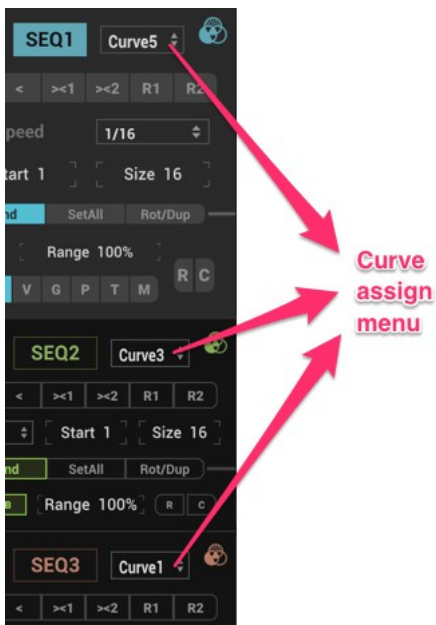 SEQ1 Curve5
< ><1 ><2 R1 R2
peed 1/16
tart 1 Size 16
nd SetAll Rot/Dup
Range 100%
V G P T M R C
Curve
assign
menu
SEQ2 Curve3
< ><1 ><2 R1 R2
Start 1 Size 16
nd SetAll Rot/Dup
B Range 100% R C
SEQ3 Curve1
< ><1 ><2 R1 R2